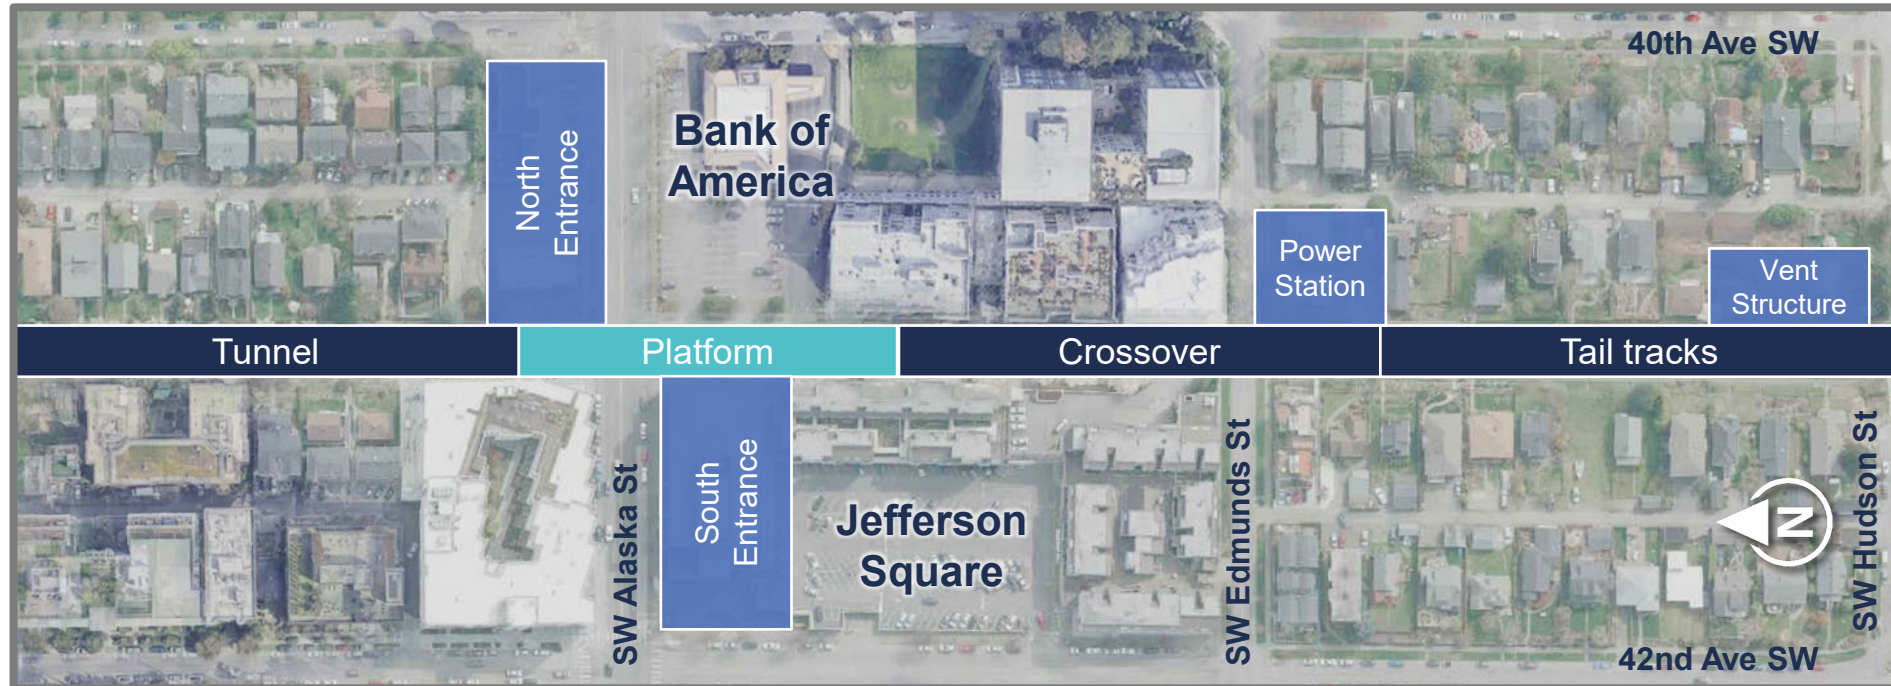 40th Ave SW
Bank of
America
North
Entrance
Power
Station
Vent
Structure
Tunnel
Platform
Crossover
Tail tracks
SW Alaska St
South
Entrance
Jefferson
Square
SW Edmunds St
N
SW Hudson St
42nd Ave SW